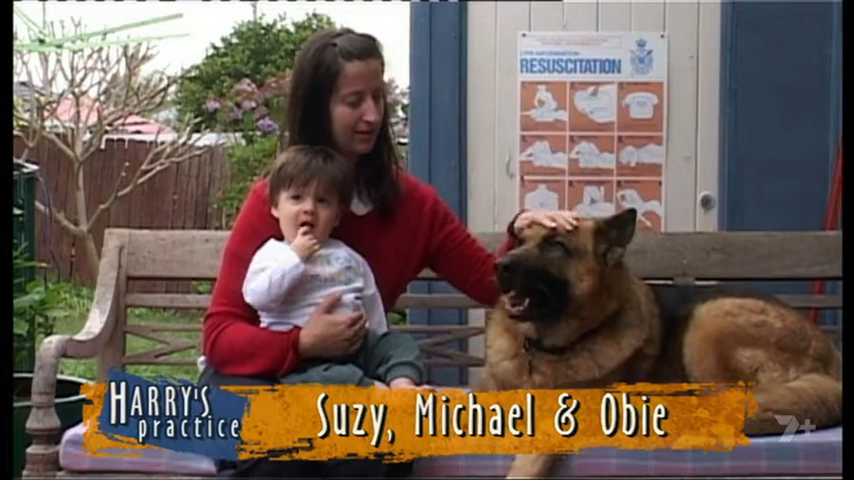 RESUSCITATION
HARRY'S
practice
Suzy, Michael & Obie
7+